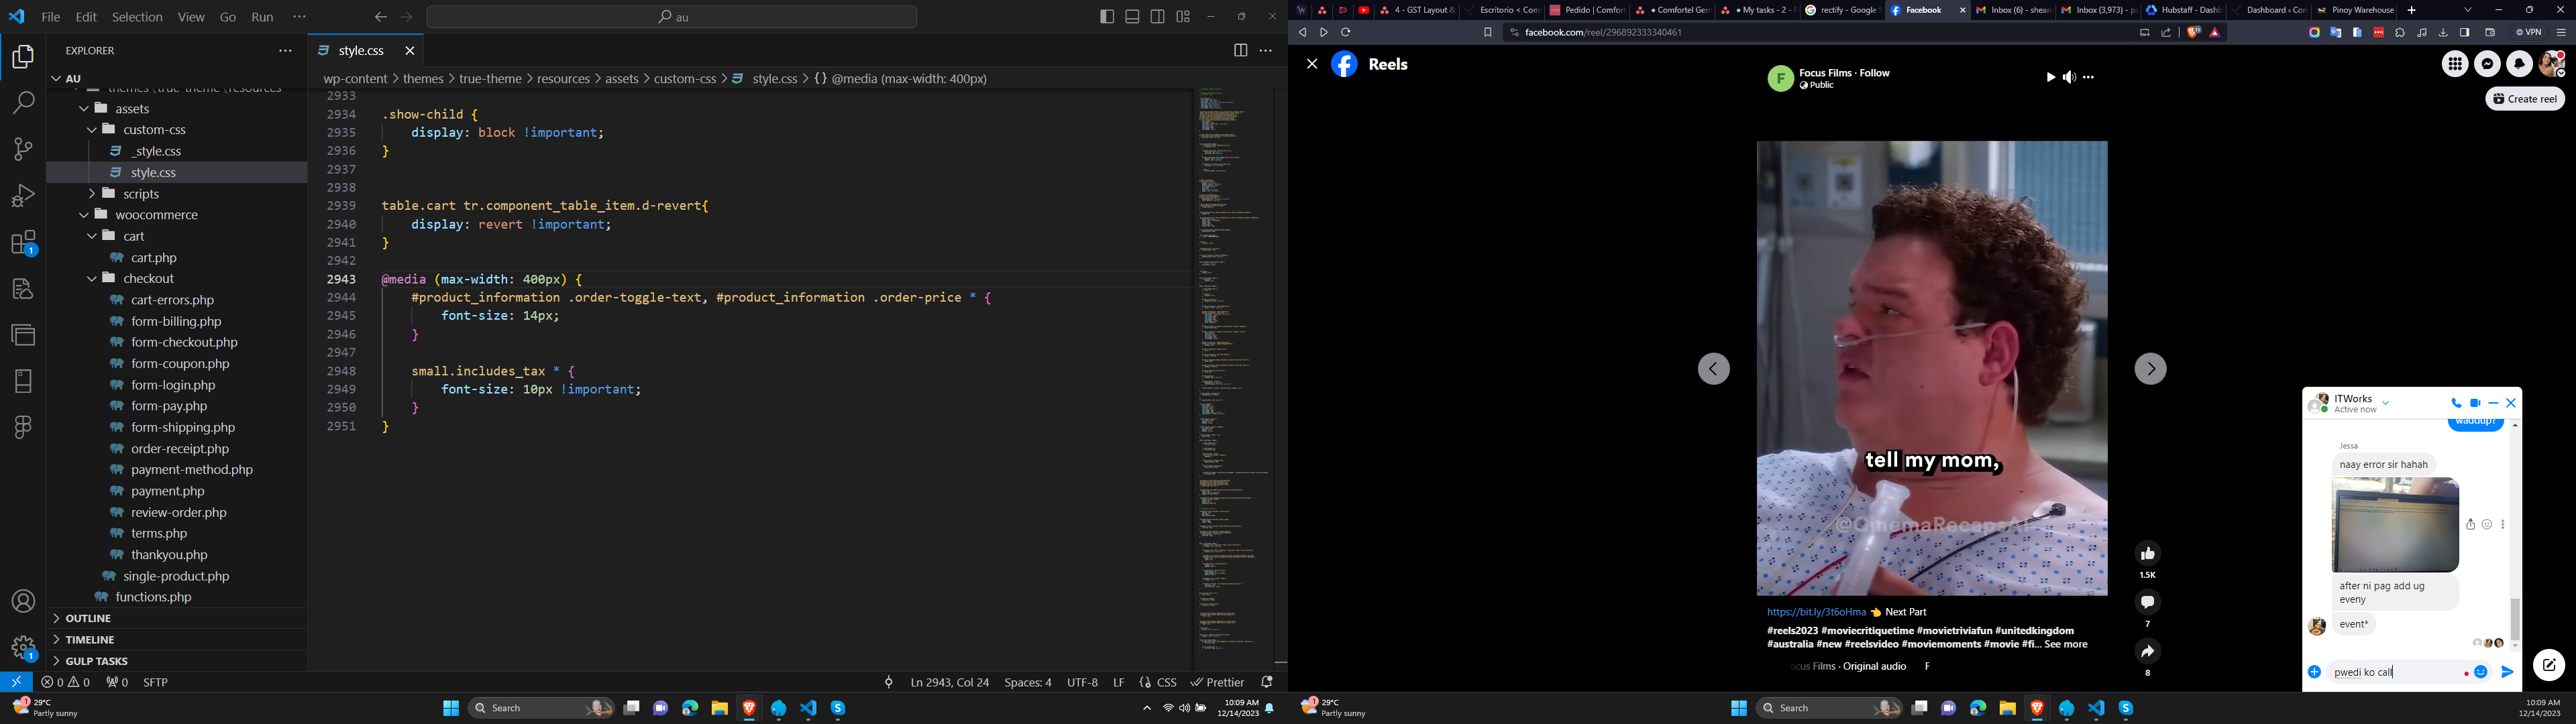 File Edit Selection View Go Run ···
au
EXPLORER
AU
assets
custom-css
_style.css
style.css
scripts
woocommerce
cart
cart.php
checkout
cart-errors.php
form-billing.php
form-checkout.php
form-coupon.php
form-login.php
form-pay.php
form-shipping.php
order-receipt.php
payment-method.php
payment.php
review-order.php
terms.php
thankyou.php
single-product.php
functions.php
OUTLINE
TIMELINE
GULP TASKS
style.css
wp-content > themes > true-theme > resources > assets > custom-css > style.css > {} @media (max-width: 400px)
2933
2934 .show-child {
2935 display: block !important;
2936 }
2937
2938
2939 table.cart tr.component_table_item.d-revert{
2940 display: revert !important;
2941 }
2942
2943 @media (max-width: 400px) {
2944 #product_information .order-toggle-text, #product_information .order-price * {
2945 font-size: 14px;
2946 }
2947
2948 small.includes_tax * {
2949 font-size: 10px !important;
2950 }
2951 }
0 0 0 SFTP
Ln 2943, Col 24 Spaces: 4 UTF-8 LF CSS Prettier
29°C
Partly sunny
Search
10:09 AM
12/14/2023
4 - GST Layout &
Escritorio < Com
Pedido | Comfort
Comfortel Ger
My tasks - 2 -
rectify - Google
Facebook
Inbox (6) - shean
Inbox (3,973) - p
Hubstaff - Dashb
Dashboard < Con
Pinoy Warehouse
facebook.com/reel/296892333340461
VPN
Reels
Focus Films · Follow
Public
Create reel
tell my mom,
@CinemaRecapsAI
https://bit.ly/3t6oHma 👈 Next Part
#reels2023 #moviecritiquetime #movietriviafun #unitedkingdom
#australia #new #reelsvideo #moviemoments #movie #fi... See more
ocus Films · Original audio F
1.5K
7
8
ITWorks
Active now
waddup?
Jessa
naay error sir hahah
after ni pag add ug
eveny
event*
pwedi ko call
29°C
Partly sunny
Search
10:09 AM
12/14/2023